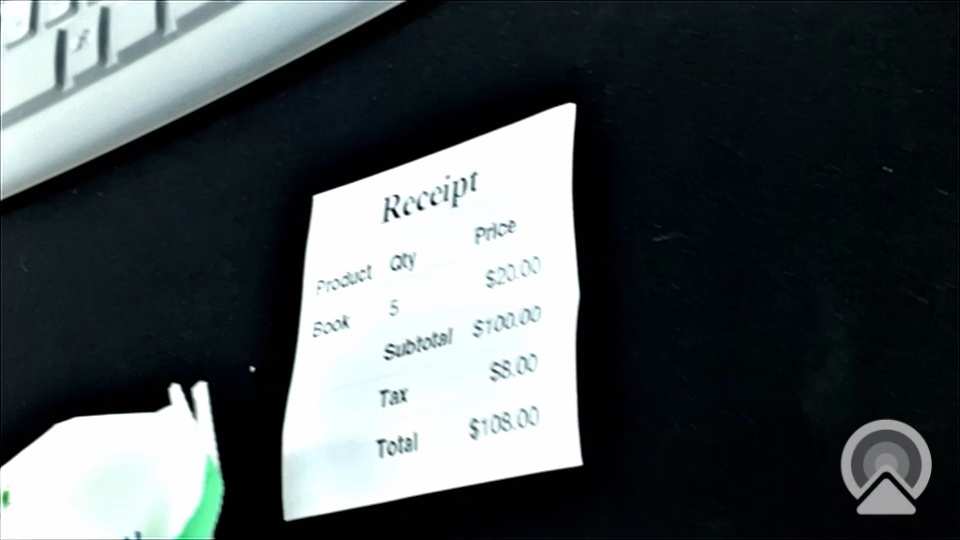 Receipt
Product Qty Price
Book 5 $20.00
Subtotal $100.00
Tax $8.00
Total $108.00